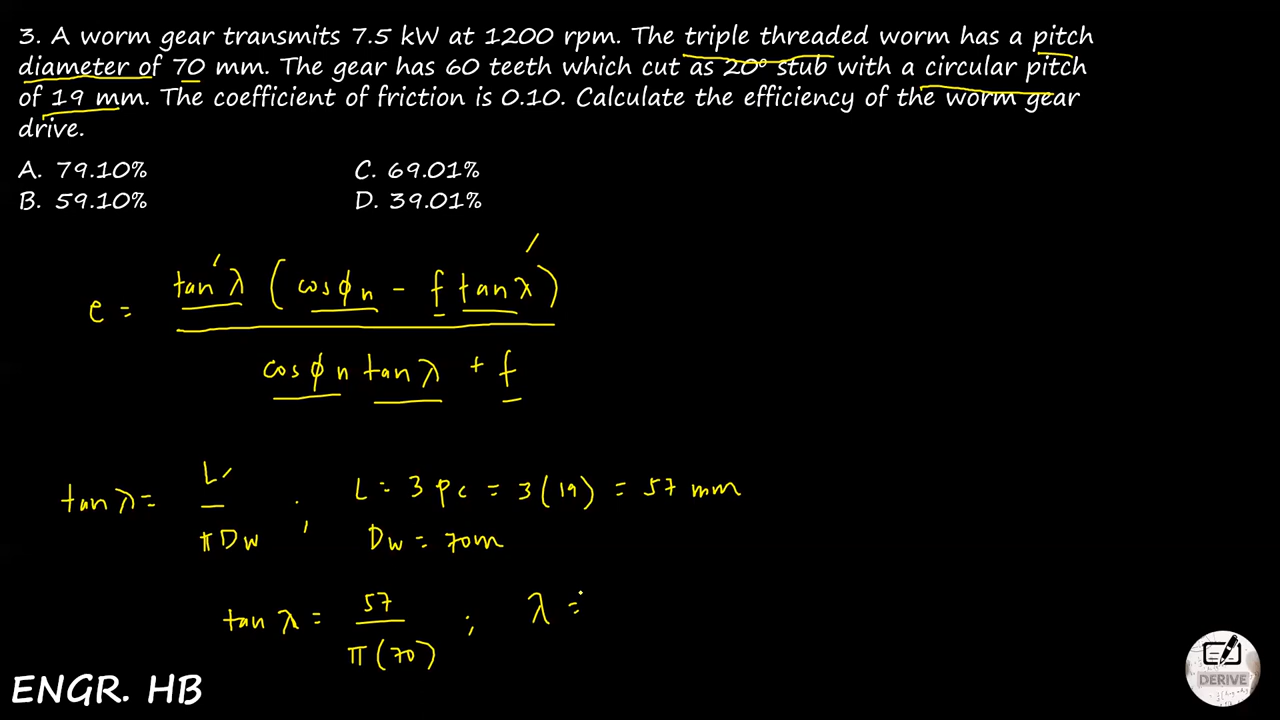 3. A worm gear transmits 7.5 kW at 1200 rpm. The triple threaded worm has a pitch
diameter of 70 mm. The gear has 60 teeth which cut as 20° stub with a circular pitch
of 19 mm. The coefficient of friction is 0.10. Calculate the efficiency of the worm gear
drive.
A. 79.10% C. 69.01%
B. 59.10% D. 39.01%
e = tan λ (cos φn - f tan λ)
cos φn tan λ + f
tan λ = L / π Dw ; L = 3 Pc = 3 (19) = 57 mm
Dw = 70m
tan λ = 57 / π (70) ; λ =
ENGR. HB
DERIVE